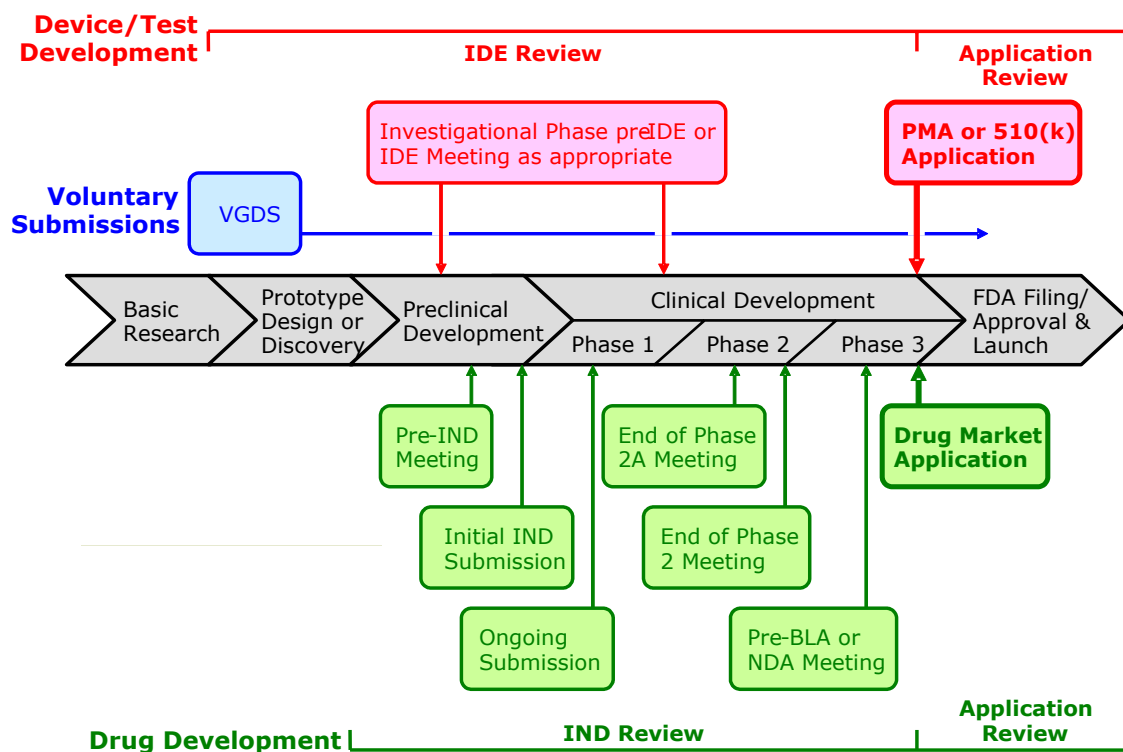 Device/Test
Development
IDE Review
Application
Review
Investigational Phase preIDE or
IDE Meeting as appropriate
PMA or 510(k)
Application
Voluntary
Submissions
VGDS
Basic
Research
Prototype
Design or
Discovery
Preclinical
Development
Clinical Development
Phase 1
Phase 2
Phase 3
FDA Filing/
Approval &
Launch
Pre-IND
Meeting
End of Phase
2A Meeting
Drug Market
Application
Initial IND
Submission
End of Phase
2 Meeting
Ongoing
Submission
Pre-BLA or
NDA Meeting
Drug Development
IND Review
Application
Review